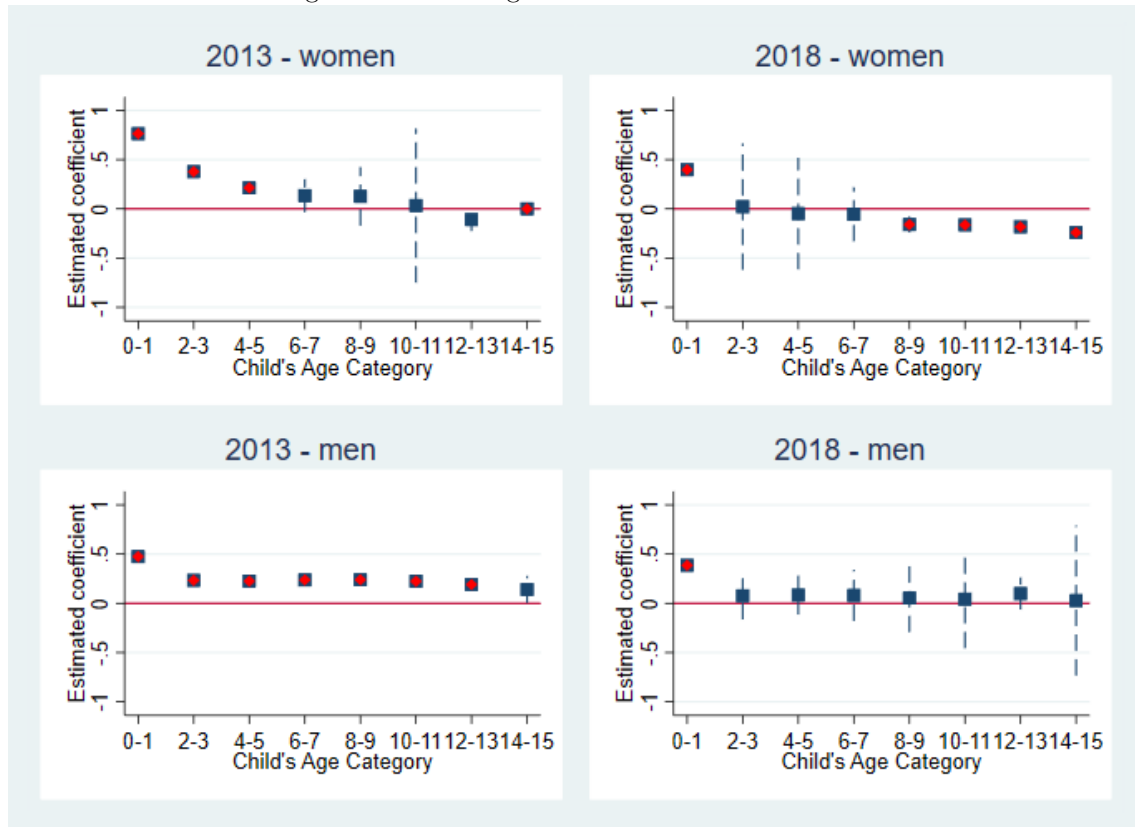 2013 - women
Estimated coefficient
1
.5
0
-.5
-1
0-1 2-3 4-5 6-7 8-9 10-11 12-13 14-15
Child's Age Category
2018 - women
Estimated coefficient
1
.5
0
-.5
-1
0-1 2-3 4-5 6-7 8-9 10-11 12-13 14-15
Child's Age Category
2013 - men
Estimated coefficient
1
.5
0
-.5
-1
0-1 2-3 4-5 6-7 8-9 10-11 12-13 14-15
Child's Age Category
2018 - men
Estimated coefficient
1
.5
0
-.5
-1
0-1 2-3 4-5 6-7 8-9 10-11 12-13 14-15
Child's Age Category